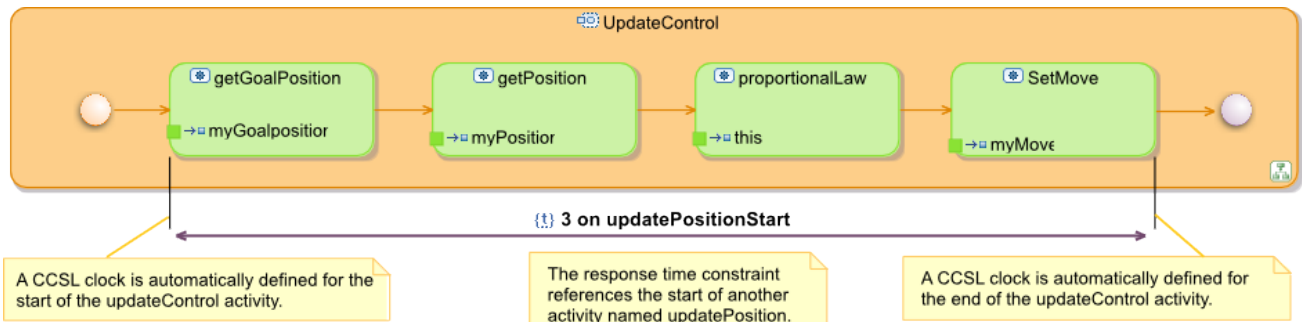 UpdateControl
getGoalPosition
getPosition
proportionalLaw
SetMove
myGoalposition
myPosition
this
myMove
{t} 3 on updatePositionStart
A CCSL clock is automatically defined for the
start of the updateControl activity.
The response time constraint
references the start of another
activity named updatePosition.
A CCSL clock is automatically defined for
the end of the updateControl activity.